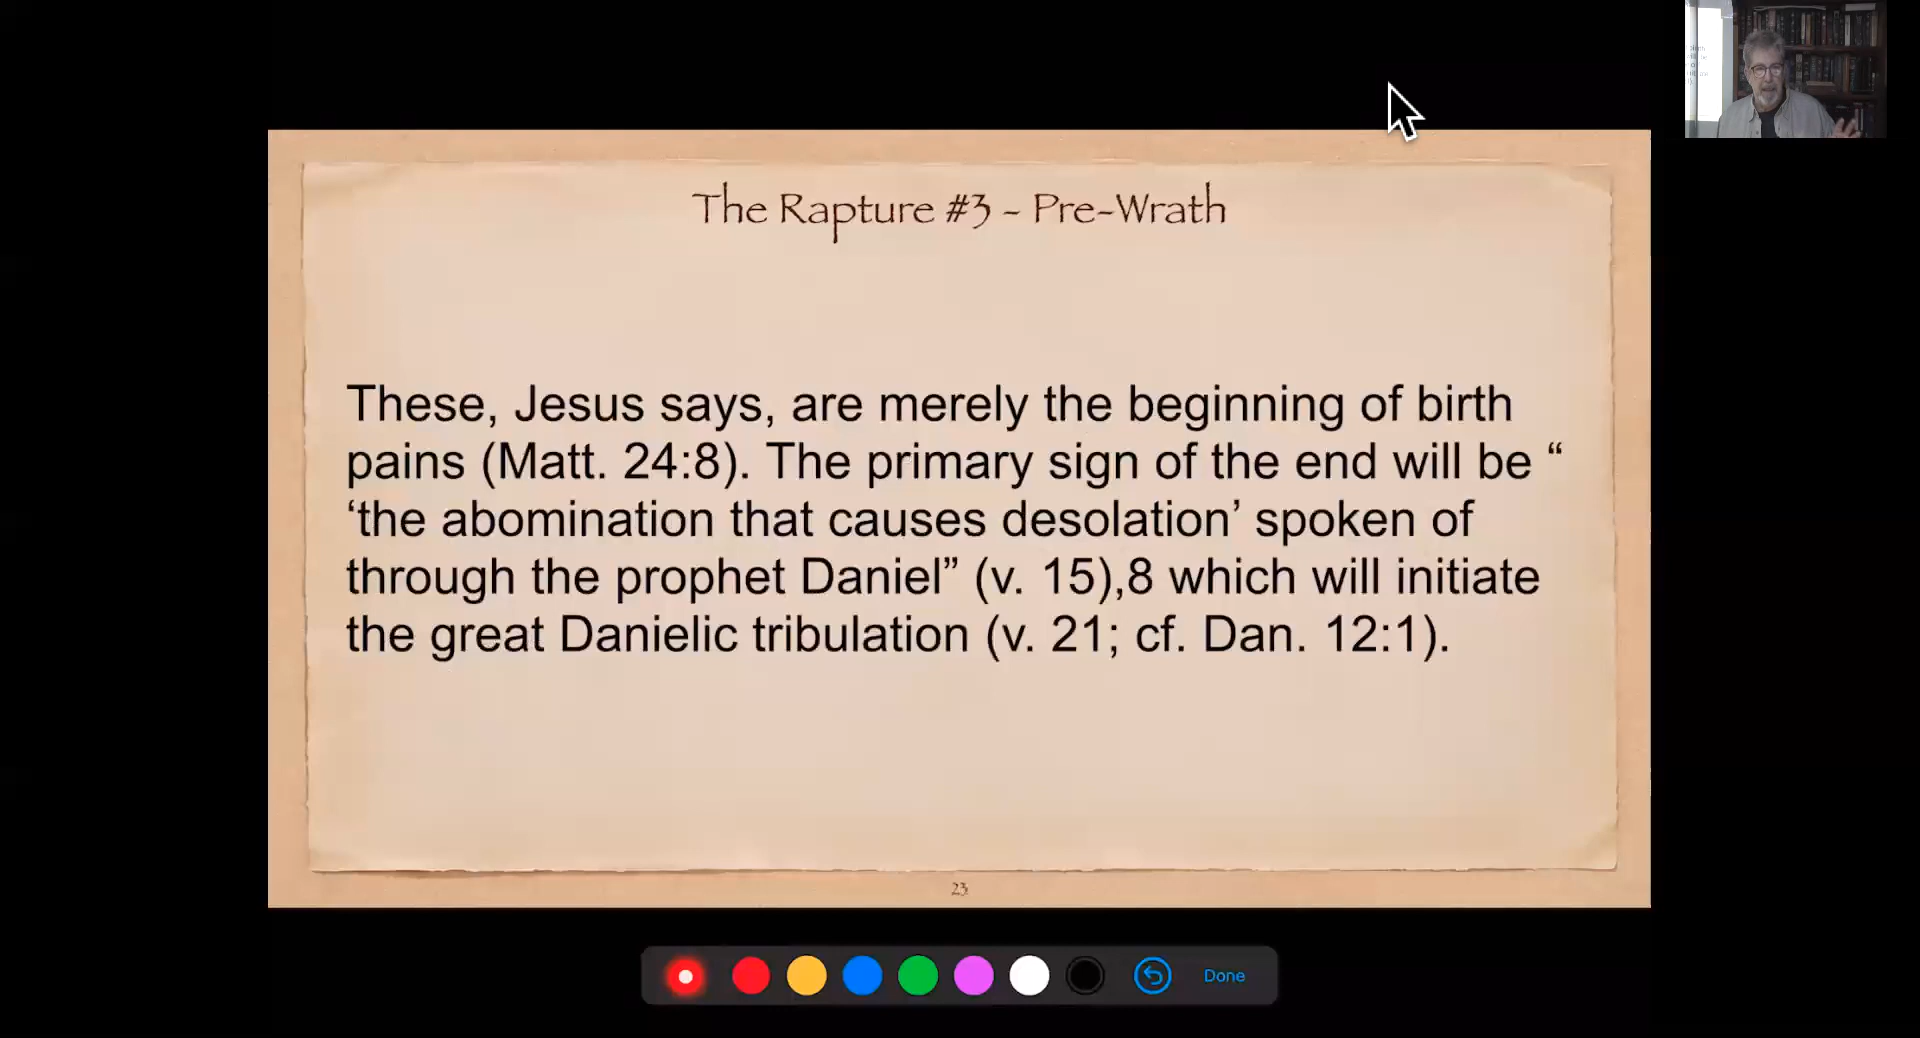 The Rapture #3 - Pre-Wrath
These, Jesus says, are merely the beginning of birth
pains (Matt. 24:8). The primary sign of the end will be “
‘the abomination that causes desolation’ spoken of
through the prophet Daniel” (v. 15),8 which will initiate
the great Danielic tribulation (v. 21; cf. Dan. 12:1).
23
Done